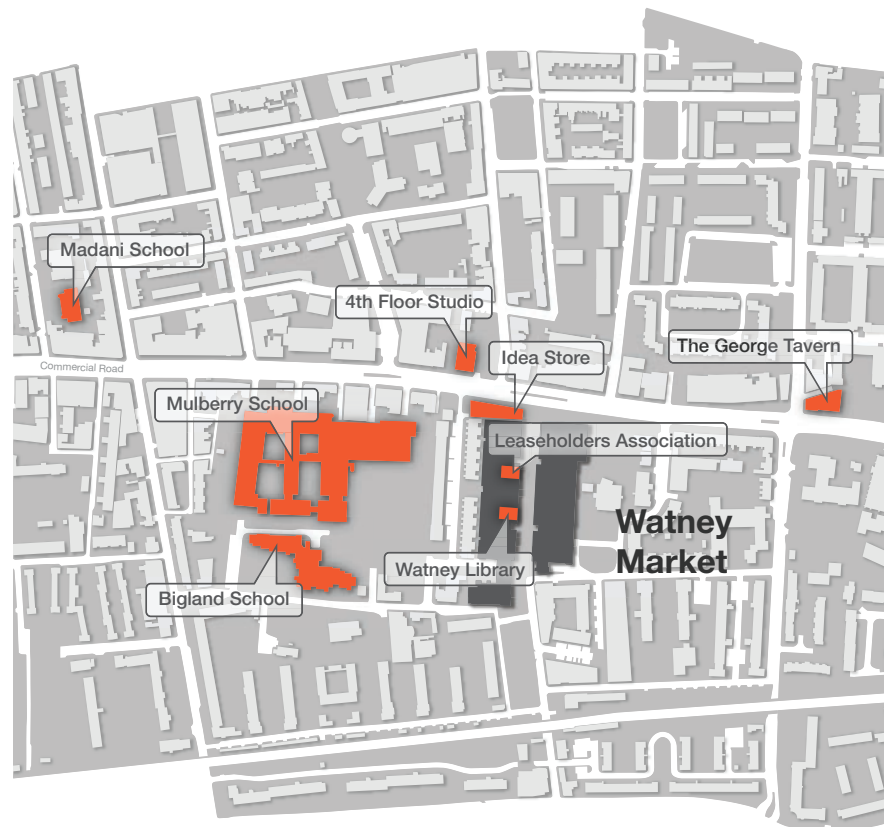 Madani School
4th Floor Studio
Idea Store
The George Tavern
Commercial Road
Mulberry School
Leaseholders Association
Watney
Market
Watney Library
Bigland School